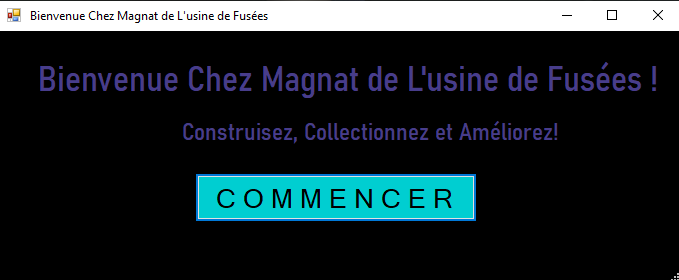 Bienvenue Chez Magnat de L'usine de Fusées
Bienvenue Chez Magnat de L'usine de Fusées !
Construisez, Collectionnez et Améliorez!
COMMENCER